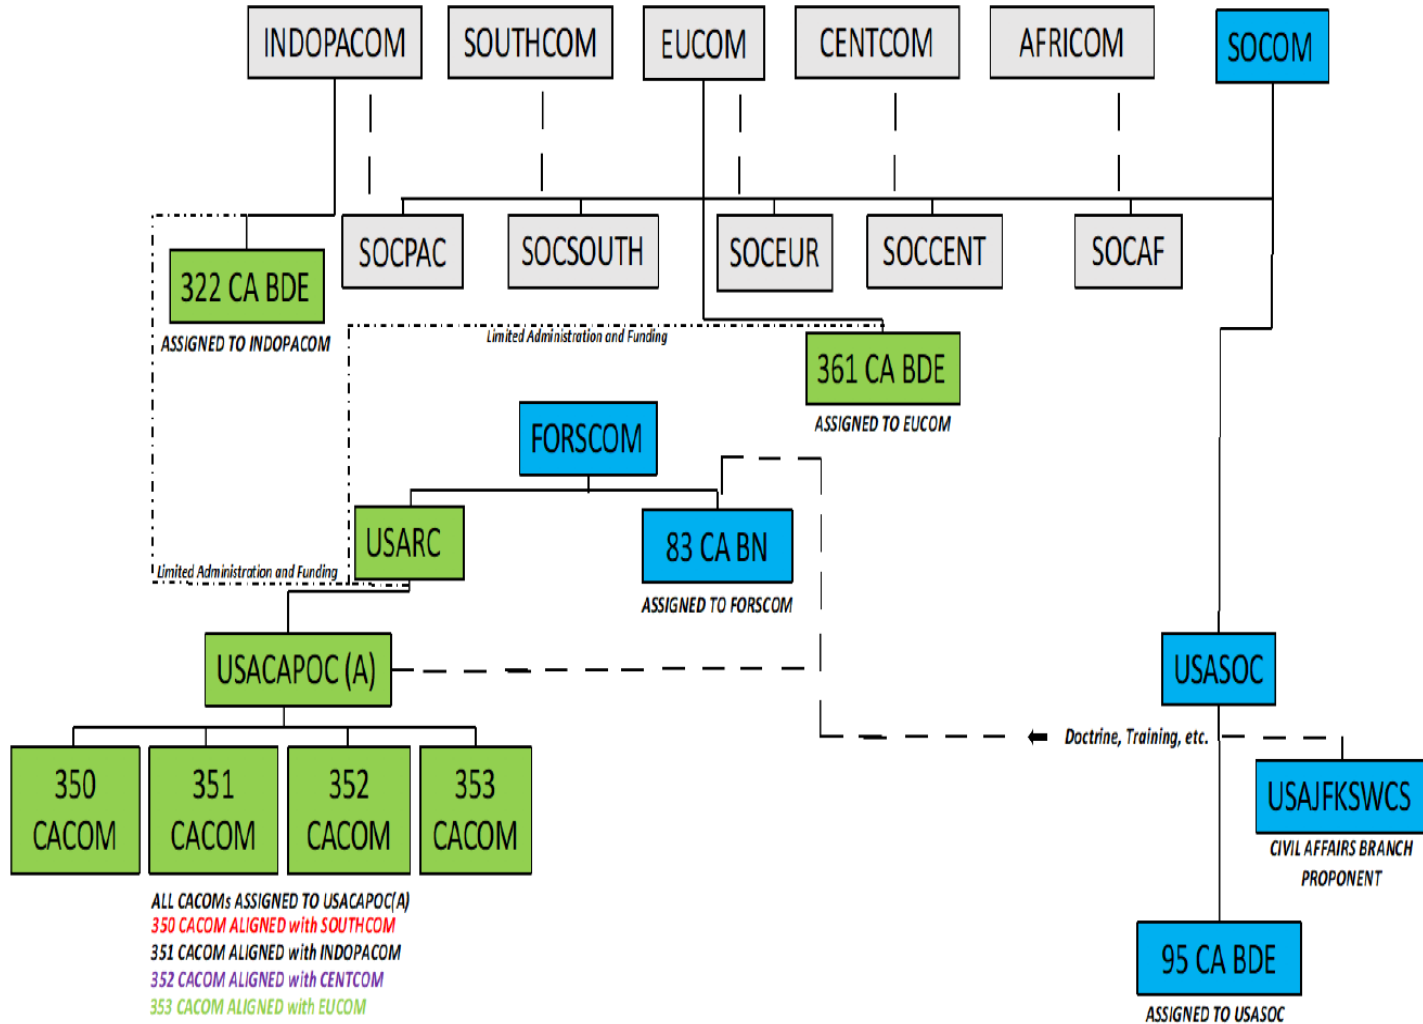 INDOPACOM
SOUTHCOM
EUCOM
CENTCOM
AFRICOM
SOCOM
SOCPAC
SOCSOUTH
SOCEUR
SOCCENT
SOCAF
322 CA BDE
ASSIGNED TO INDOPACOM
Limited Administration and Funding
361 CA BDE
ASSIGNED TO EUCOM
FORSCOM
USARC
83 CA BN
Limited Administration and Funding
ASSIGNED TO FORSCOM
USACAPOC (A)
USASOC
Doctrine, Training, etc.
350
CACOM
351
CACOM
352
CACOM
353
CACOM
USAJFKSWCS
CIVIL AFFAIRS BRANCH
PROPONENT
ALL CACOMs ASSIGNED TO USACAPOC(A)
350 CACOM ALIGNED with SOUTHCOM
351 CACOM ALIGNED with INDOPACOM
352 CACOM ALIGNED with CENTCOM
353 CACOM ALIGNED with EUCOM
95 CA BDE
ASSIGNED TO USASOC